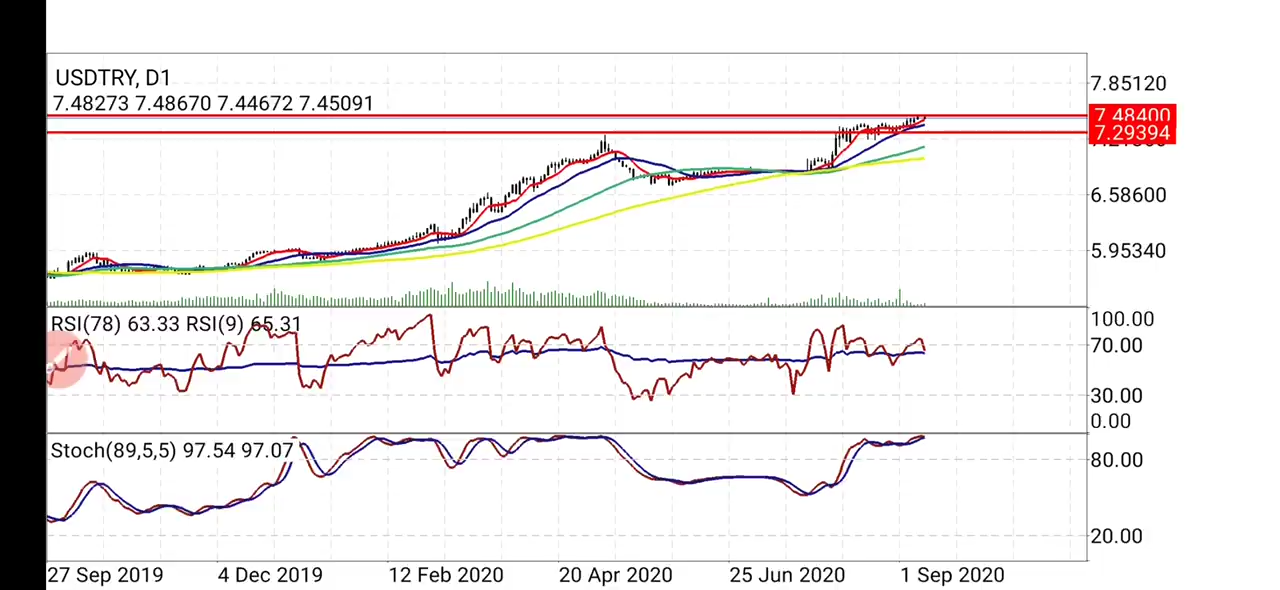 USDTRY, D1
7.48273 7.48670 7.44672 7.45091
7.85120
7.48400
7.29394
6.58600
5.95340
RSI(78) 63.33 RSI(9) 65.31
100.00
70.00
30.00
0.00
Stoch(89,5,5) 97.54 97.07
80.00
20.00
27 Sep 2019 4 Dec 2019 12 Feb 2020 20 Apr 2020 25 Jun 2020 1 Sep 2020